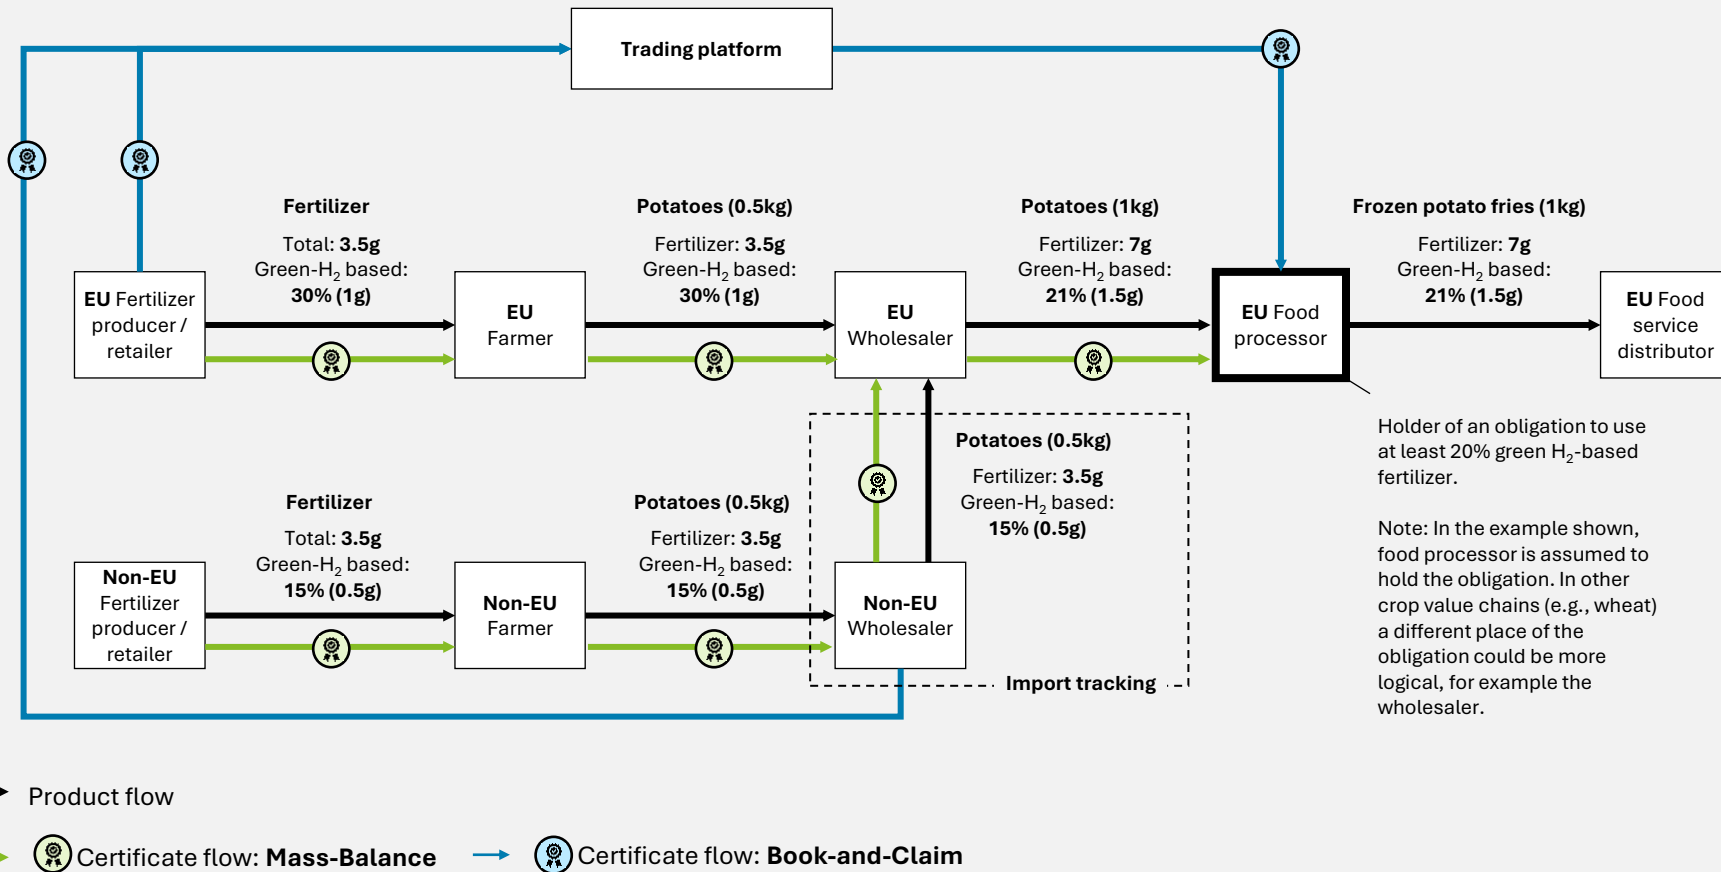 Trading platform
Fertilizer
Total: 3.5g
Green-H2 based:
30% (1g)
Potatoes (0.5kg)
Fertilizer: 3.5g
Green-H2 based:
30% (1g)
Potatoes (1kg)
Fertilizer: 7g
Green-H2 based:
21% (1.5g)
Frozen potato fries (1kg)
Fertilizer: 7g
Green-H2 based:
21% (1.5g)
EU Fertilizer
producer /
retailer
EU
Farmer
EU
Wholesaler
EU Food
processor
EU Food
service
distributor
Potatoes (0.5kg)
Fertilizer: 3.5g
Green-H2 based:
15% (0.5g)
Holder of an obligation to use
at least 20% green H2-based
fertilizer.
Note: In the example shown,
food processor is assumed to
hold the obligation. In other
crop value chains (e.g., wheat)
a different place of the
obligation could be more
logical, for example the
wholesaler.
Fertilizer
Total: 3.5g
Green-H2 based:
15% (0.5g)
Potatoes (0.5kg)
Fertilizer: 3.5g
Green-H2 based:
15% (0.5g)
Non-EU
Fertilizer
producer /
retailer
Non-EU
Farmer
Non-EU
Wholesaler
Import tracking
Product flow
Certificate flow: Mass-Balance
Certificate flow: Book-and-Claim